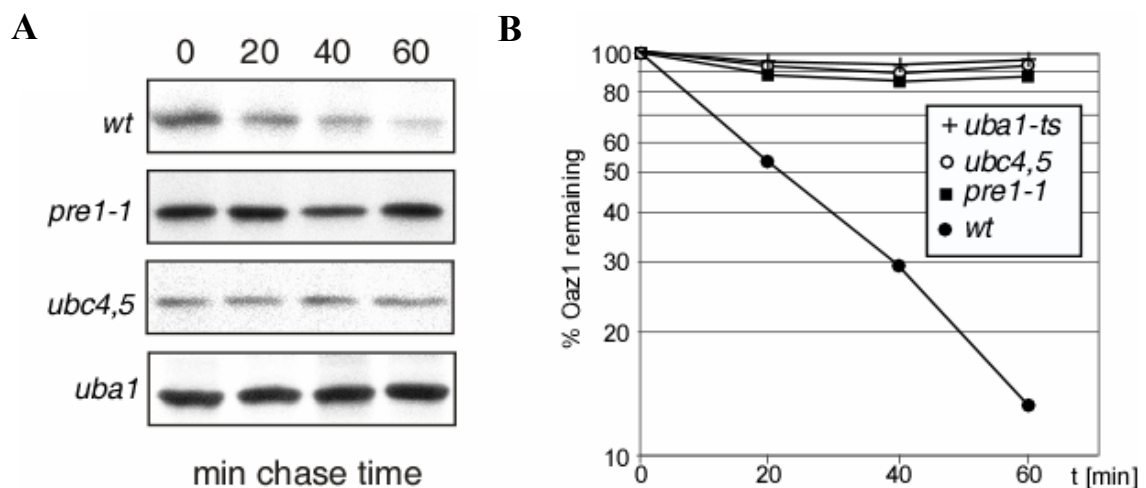 A
0 20 40 60
wt
pre1-1
ubc4,5
uba1
min chase time
B
% Oaz1 remaining
100
80
60
50
40
30
20
10
0 20 40 60 t [min]
uba1-ts
ubc4,5
pre1-1
wt